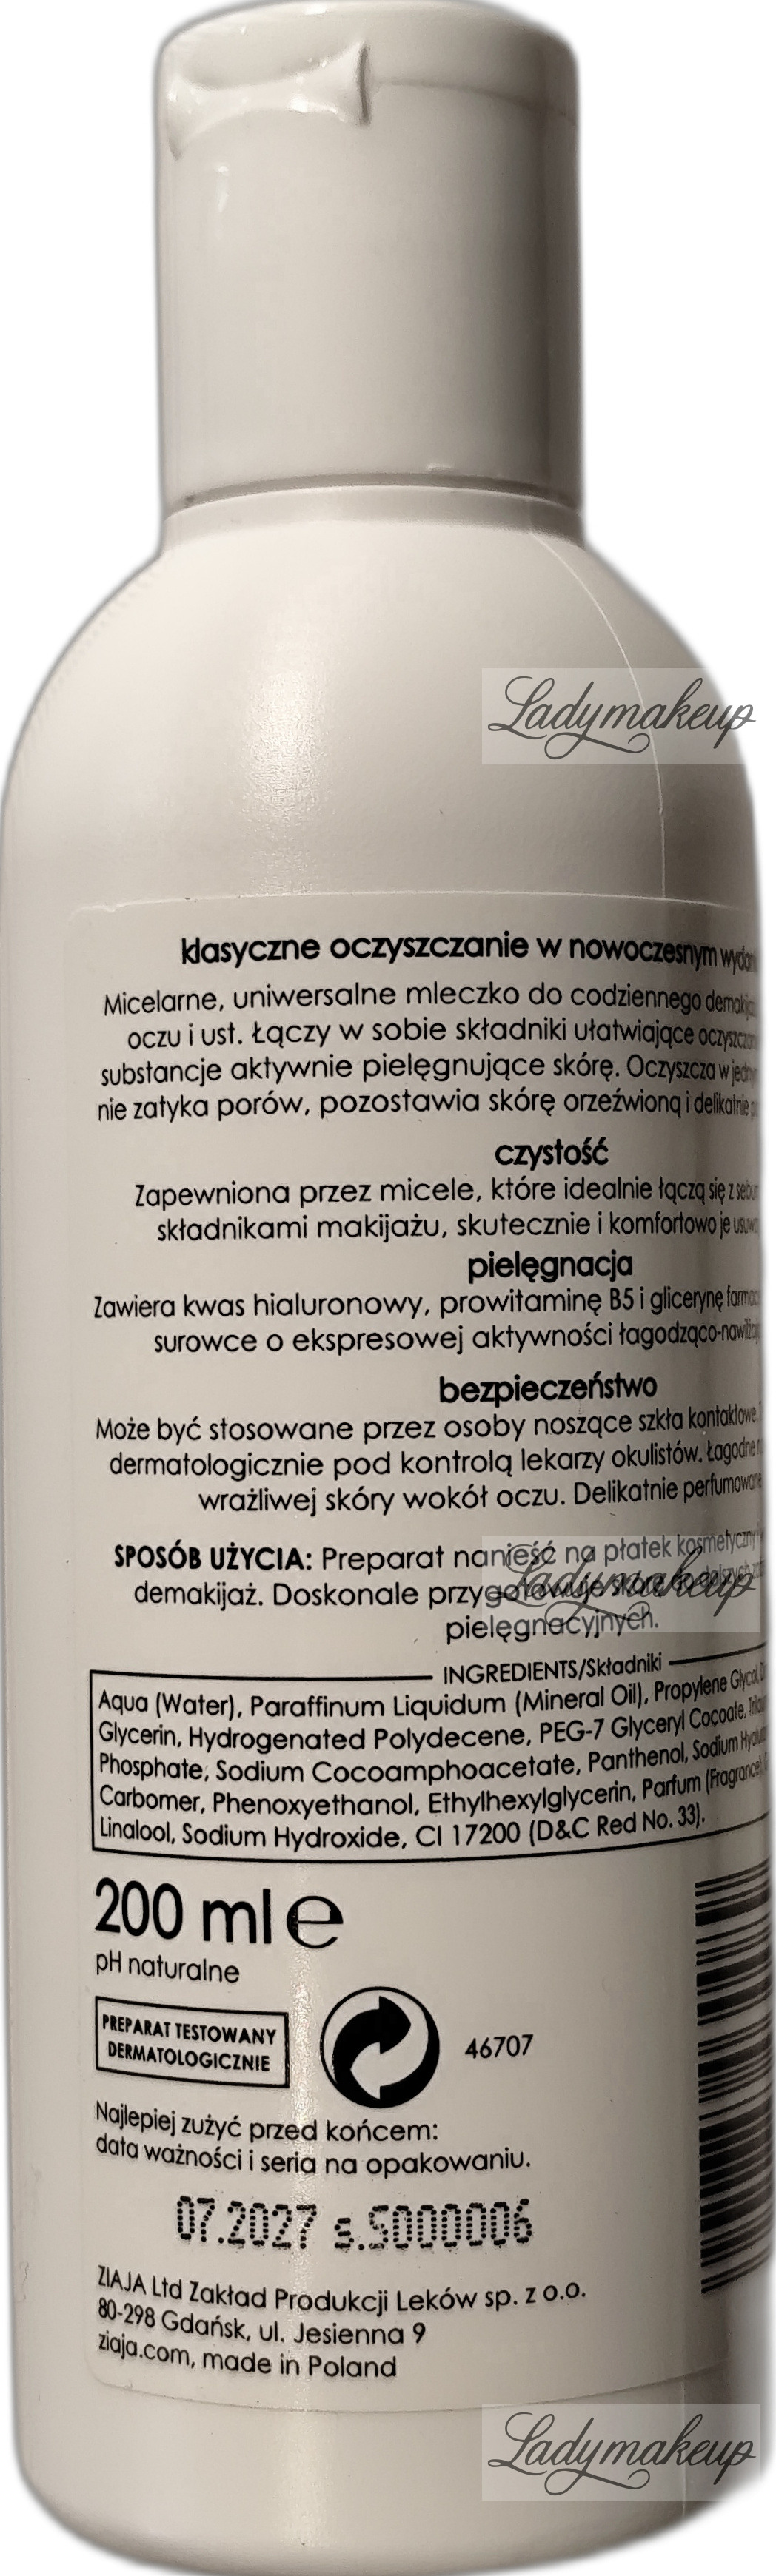 Ladymakeup
klasyczne oczyszczanie w nowoczesnym
Micelarne, uniwersalne mleczko do codziennego
oczu i ust. Łączy w sobie składniki ułatwiające
substancje aktywnie pielęgnujące skórę. Oczyszcza w
nie zatyka porów, pozostawia skórę orzeźwioną i delikatnie
czystość
Zapewniona przez micele, które idealnie łączą się z
składnikami makijażu, skutecznie i komfortowo je
pielęgnacja
Zawiera kwas hialuronowy, prowitaminę B5 i glicerynę
surowce o ekspresowej aktywności
bezpieczeństwo
Może być stosowane przez osoby noszące szkła kontaktowe.
dermatologicznie pod kontrolą lekarzy okulistów. Łagodne
wrażliwej skóry wokół oczu. Delikatnie perfumowane
SPOSÓB UŻYCIA: Preparat nanieść na płatek kosmetyczny
Ladymakeup
demakijaż. Doskonale przygotowuje skórę do dalszych
pielęgnacyjnych.
INGREDIENTS/Składniki
Aqua (Water), Paraffinum Liquidum (Mineral Oil), Propylene Glycol,
Glycerin, Hydrogenated Polydecene, PEG-7 Glyceryl Cocoate,
Phosphate, Sodium Cocoamphoacetate, Panthenol, Sodium
Carbomer, Phenoxyethanol, Ethylhexylglycerin, Parfum (Fragrance),
Linalool, Sodium Hydroxide, CI 17200 (D&C Red No. 33).
200 ml e
pH naturalne
PREPARAT TESTOWANY
DERMATOLOGICZNIE
46707
Najlepiej zużyć przed końcem:
data ważności i seria na opakowaniu.
07.2027 s.S000006
ZIAJA Ltd Zakład Produkcji Leków sp. z o.o.
80-298 Gdańsk, ul. Jesienna 9
ziaja.com, made in Poland
Ladymakeup